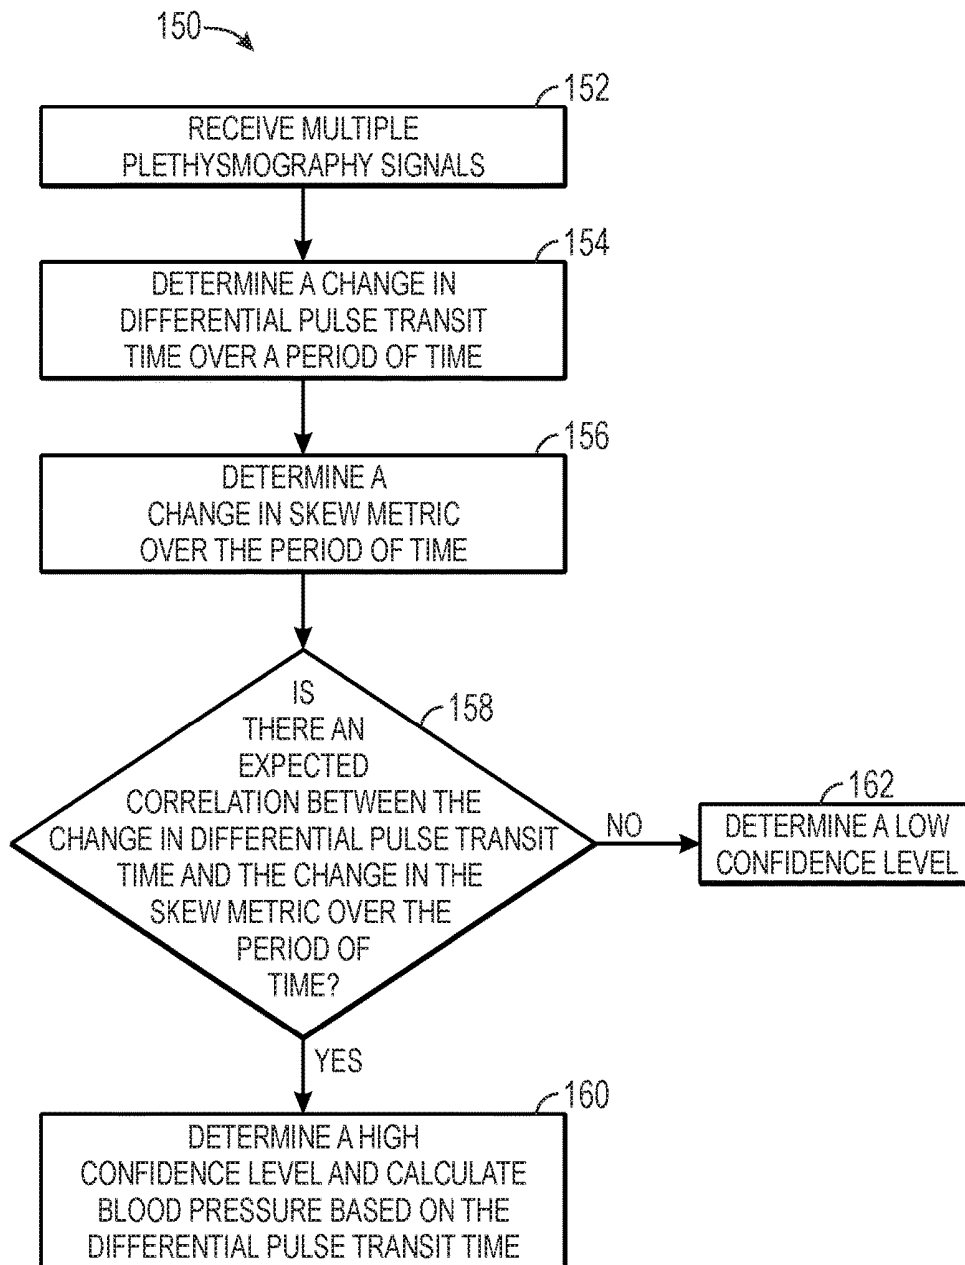 150
152
RECEIVE MULTIPLE
PLETHYSMOGRAPHY SIGNALS
154
DETERMINE A CHANGE IN
DIFFERENTIAL PULSE TRANSIT
TIME OVER A PERIOD OF TIME
156
DETERMINE A
CHANGE IN SKEW METRIC
OVER THE PERIOD OF TIME
158
IS
THERE AN
EXPECTED
CORRELATION BETWEEN THE
CHANGE IN DIFFERENTIAL PULSE TRANSIT
TIME AND THE CHANGE IN THE
SKEW METRIC OVER THE
PERIOD OF
TIME?
NO
162
DETERMINE A LOW
CONFIDENCE LEVEL
YES
160
DETERMINE A HIGH
CONFIDENCE LEVEL AND CALCULATE
BLOOD PRESSURE BASED ON THE
DIFFERENTIAL PULSE TRANSIT TIME